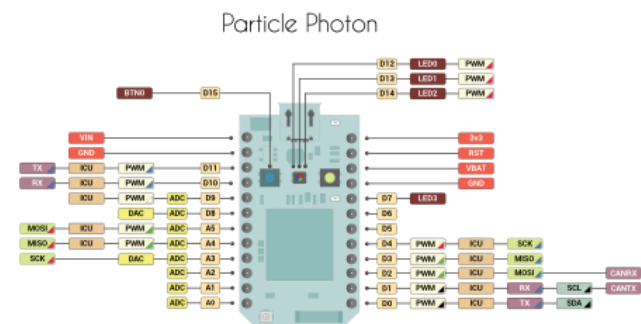 Particle Photon
D12 LED0 PWM
D13 LED1 PWM
BTN0 D15 D14 LED2 PWM
VIN 3v3
GND RST
TX ICU PWM D11 VBAT
RX ICU PWM D10 GND
ICU PWM ADC D9 D7 LED3
DAC ADC D8 D6
MOSI ICU PWM ADC A5 D5
MISO ICU PWM ADC A4 D4 PWM ICU SCK
SCK DAC ADC A3 D3 PWM ICU MISO
ADC A2 D2 PWM ICU MOSI CANRX
ADC A1 D1 PWM ICU RX SCL CANTX
ADC A0 D0 PWM ICU TX SDA